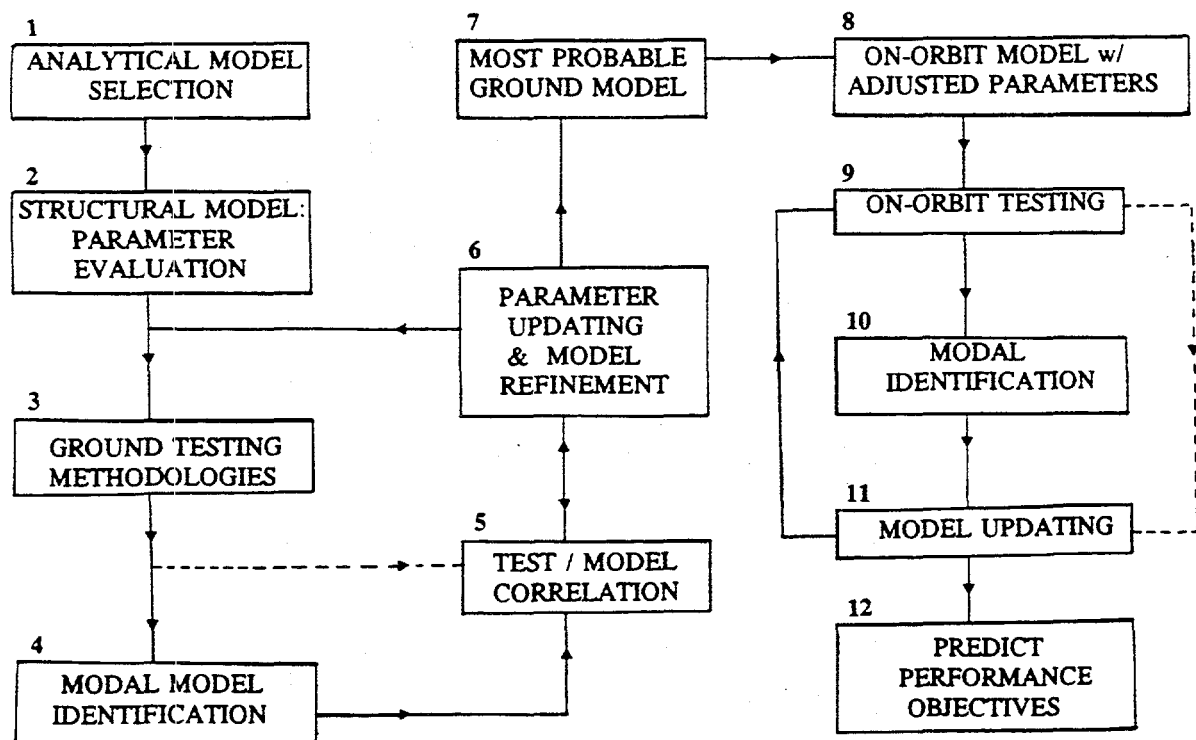 1
ANALYTICAL MODEL
SELECTION
2
STRUCTURAL MODEL:
PARAMETER
EVALUATION
3
GROUND TESTING
METHODOLOGIES
4
MODAL MODEL
IDENTIFICATION
5
TEST / MODEL
CORRELATION
6
PARAMETER
UPDATING
& MODEL
REFINEMENT
7
MOST PROBABLE
GROUND MODEL
8
ON-ORBIT MODEL w/
ADJUSTED PARAMETERS
9
ON-ORBIT TESTING
10
MODAL
IDENTIFICATION
11
MODEL UPDATING
12
PREDICT
PERFORMANCE
OBJECTIVES